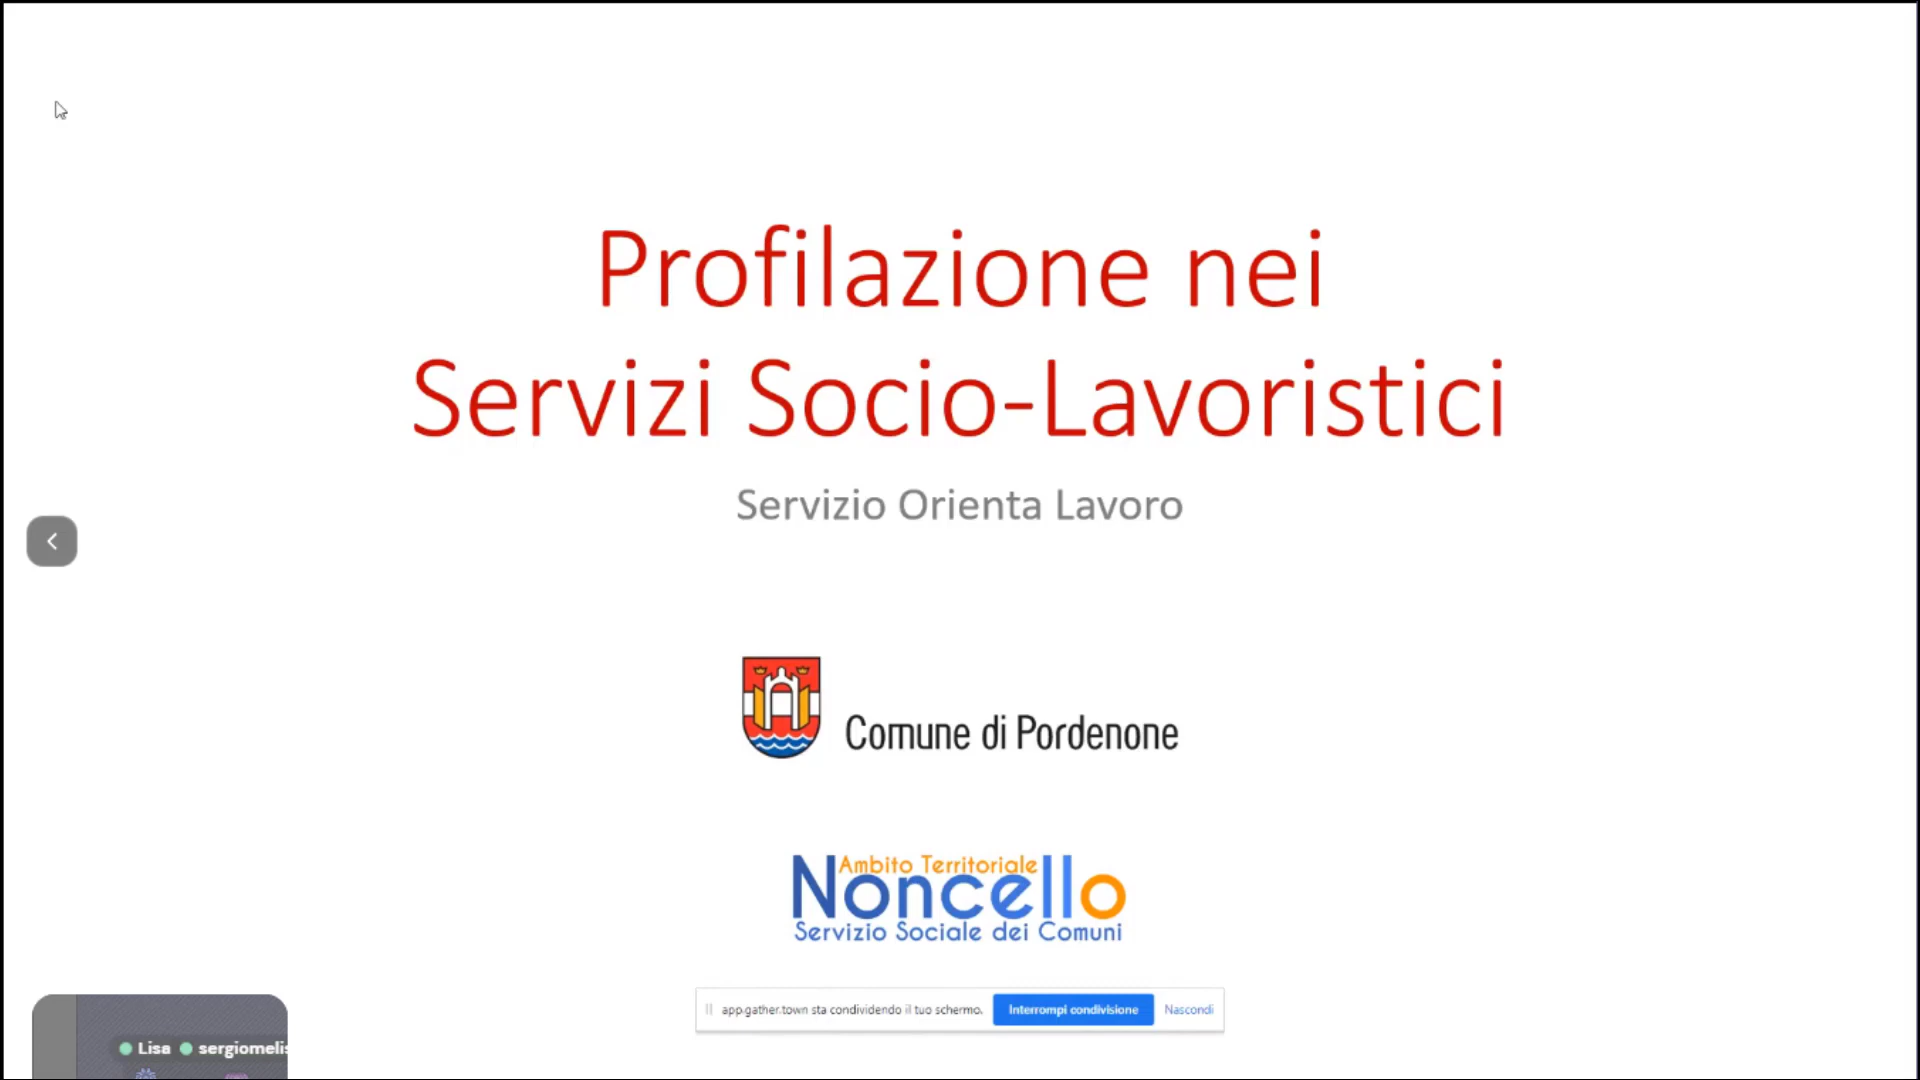 Profilazione nei
Servizi Socio-Lavoristici
Servizio Orienta Lavoro
Comune di Pordenone
Ambito Territoriale
Noncello
Servizio Sociale dei Comuni
app.gather.town sta condividendo il tuo schermo. Interrompi condivisione Nascondi
Lisa sergiomelis